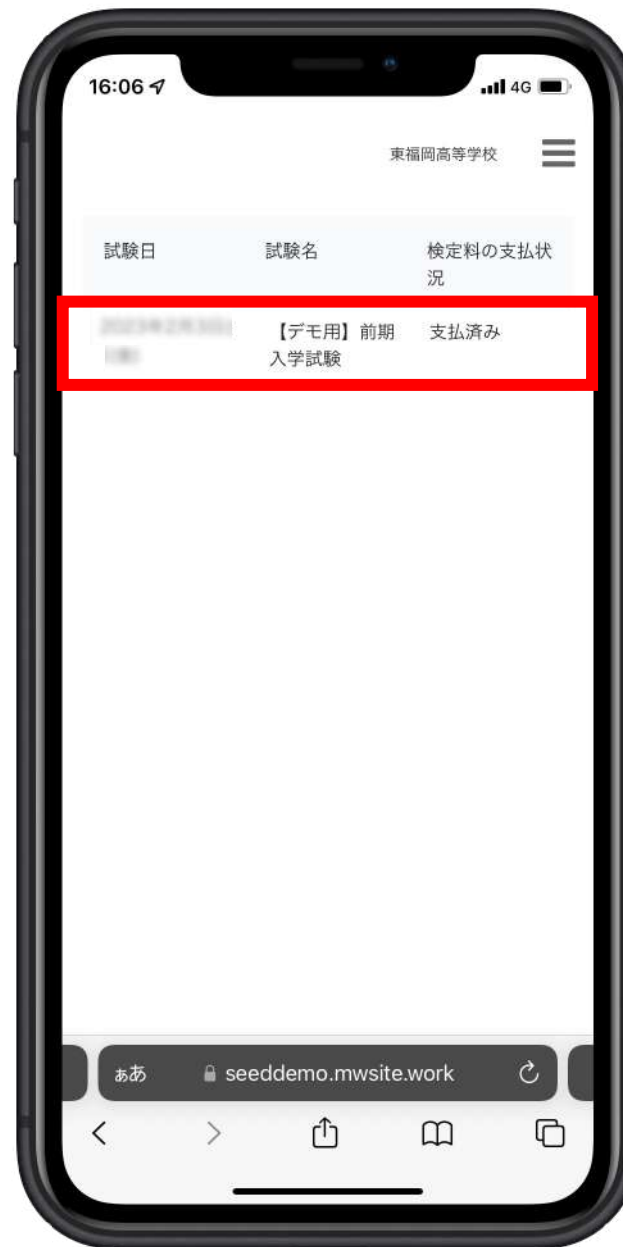 16:06
4G
東福岡高等学校
試験日 試験名 検定料の支払状
況
【デモ用】前期 支払済み
入学試験
ぁあ seeddemo.mwsite.work